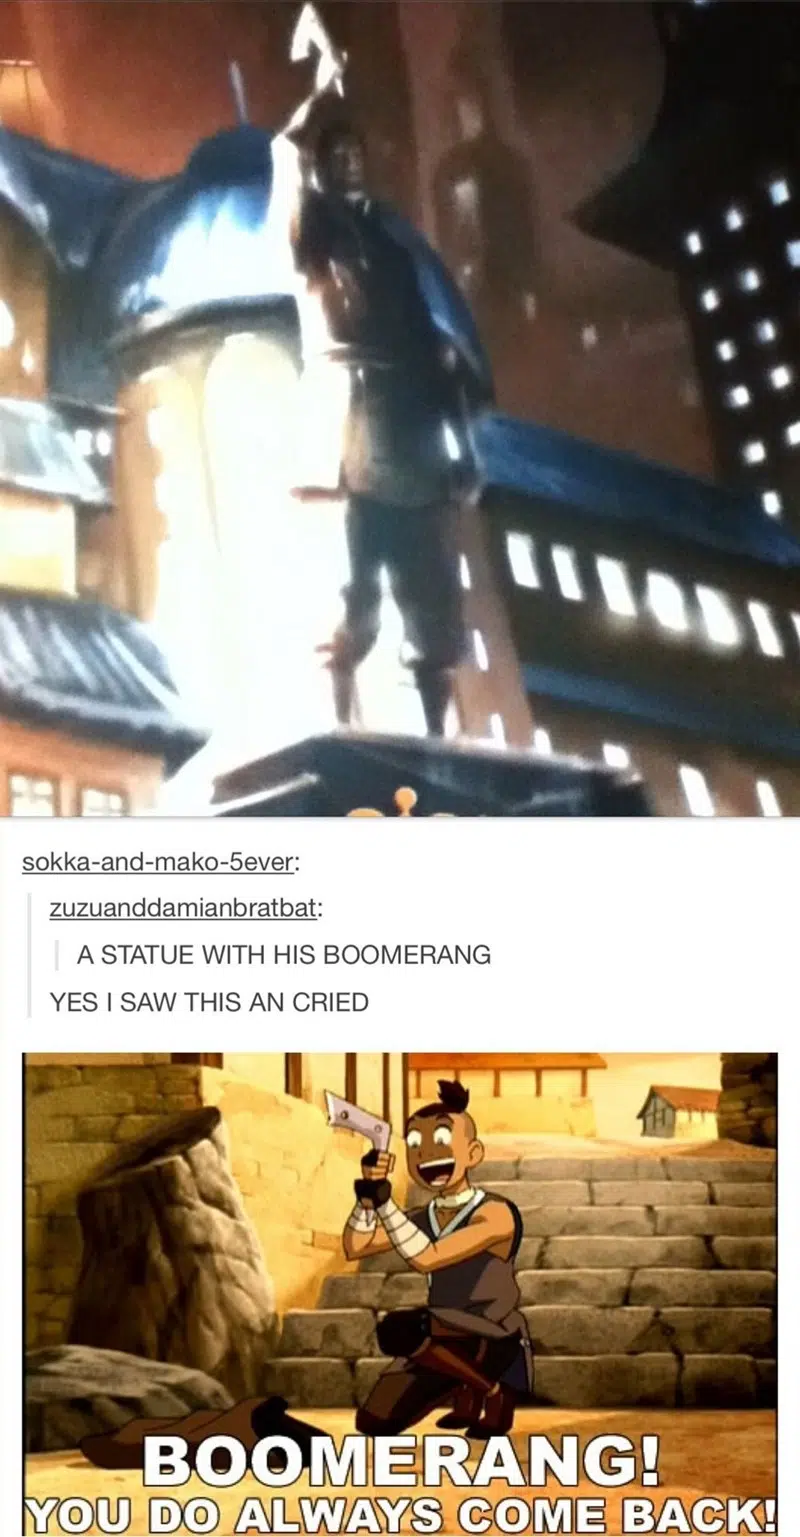 sokka-and-mako-5ever:
zuzuanddamianbratbat:
A STATUE WITH HIS BOOMERANG
YES I SAW THIS AN CRIED
BOOMERANG!
YOU DO ALWAYS COME BACK!